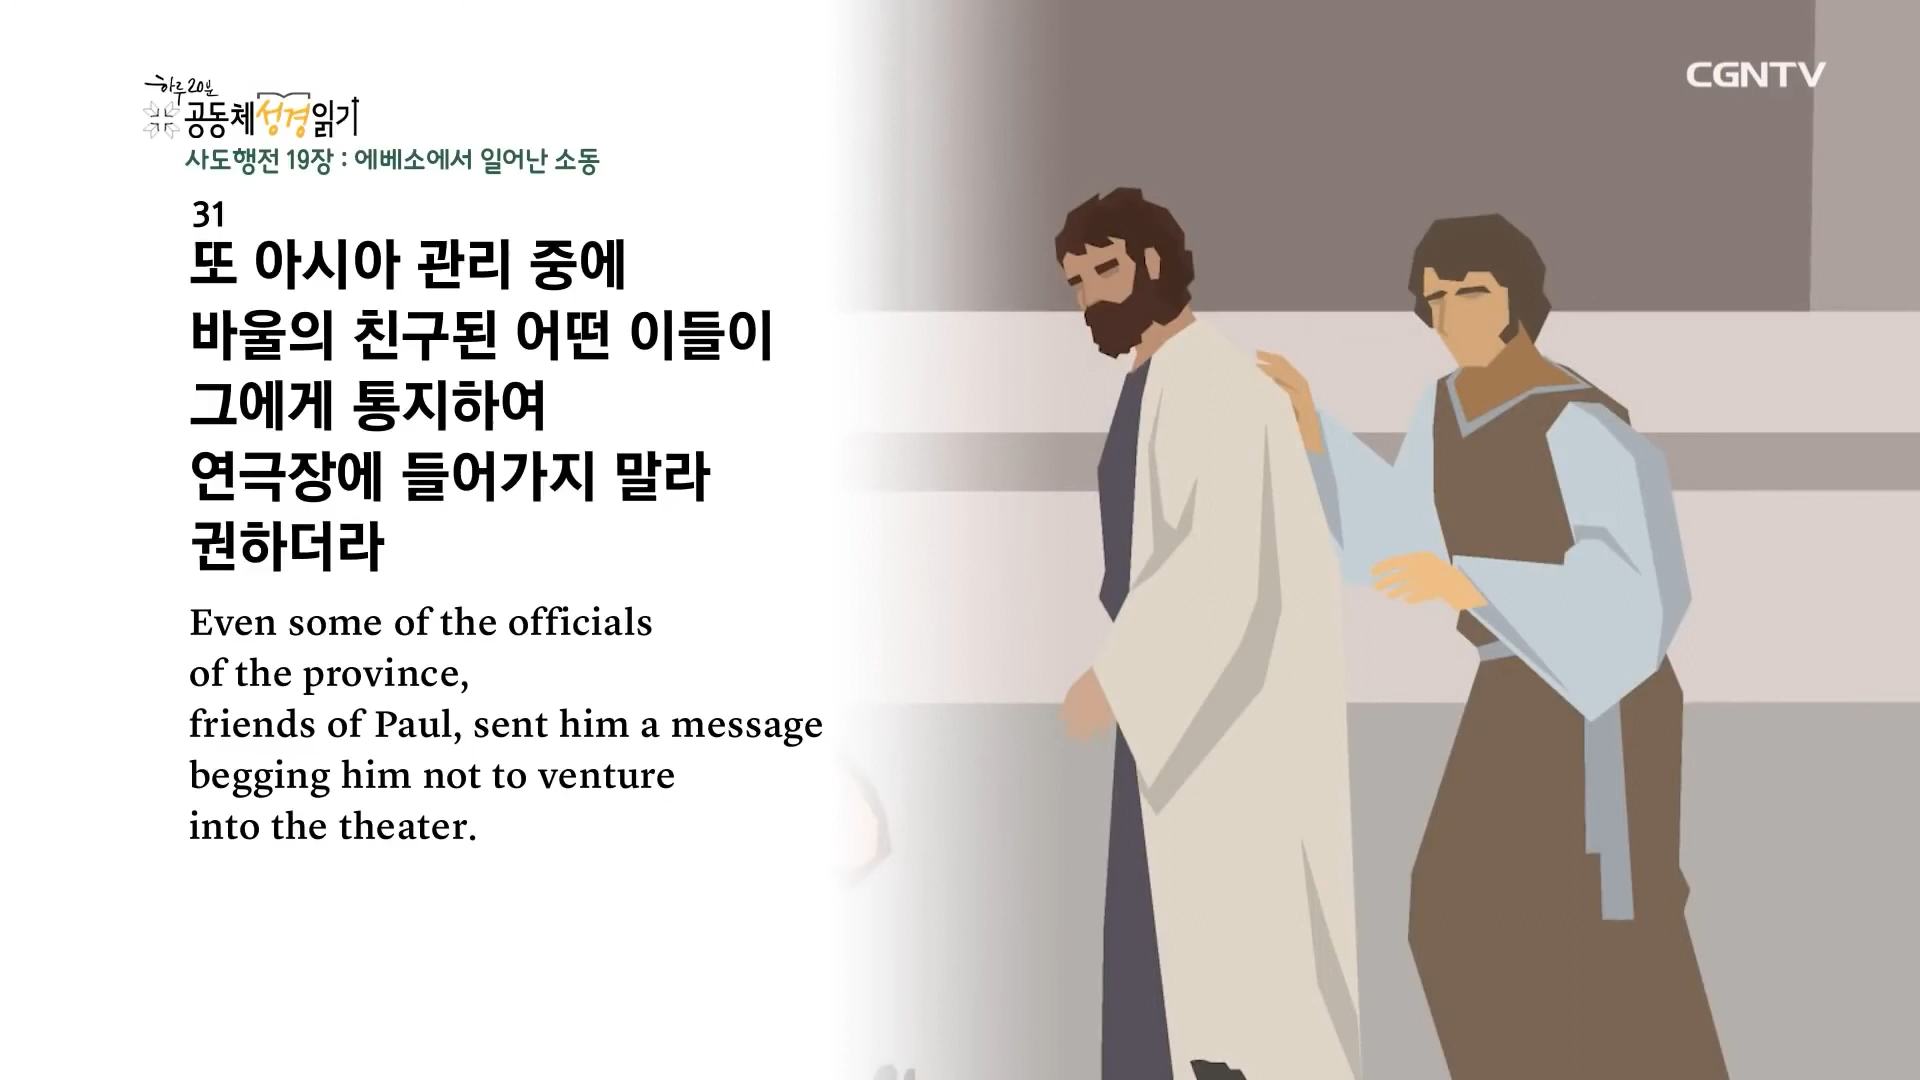 하루 20분
공동체성경읽기
CGNTV
사도행전 19장 : 에베소에서 일어난 소동
31
또 아시아 관리 중에
바울의 친구된 어떤 이들이
그에게 통지하여
연극장에 들어가지 말라
권하더라
Even some of the officials
of the province,
friends of Paul, sent him a message
begging him not to venture
into the theater.